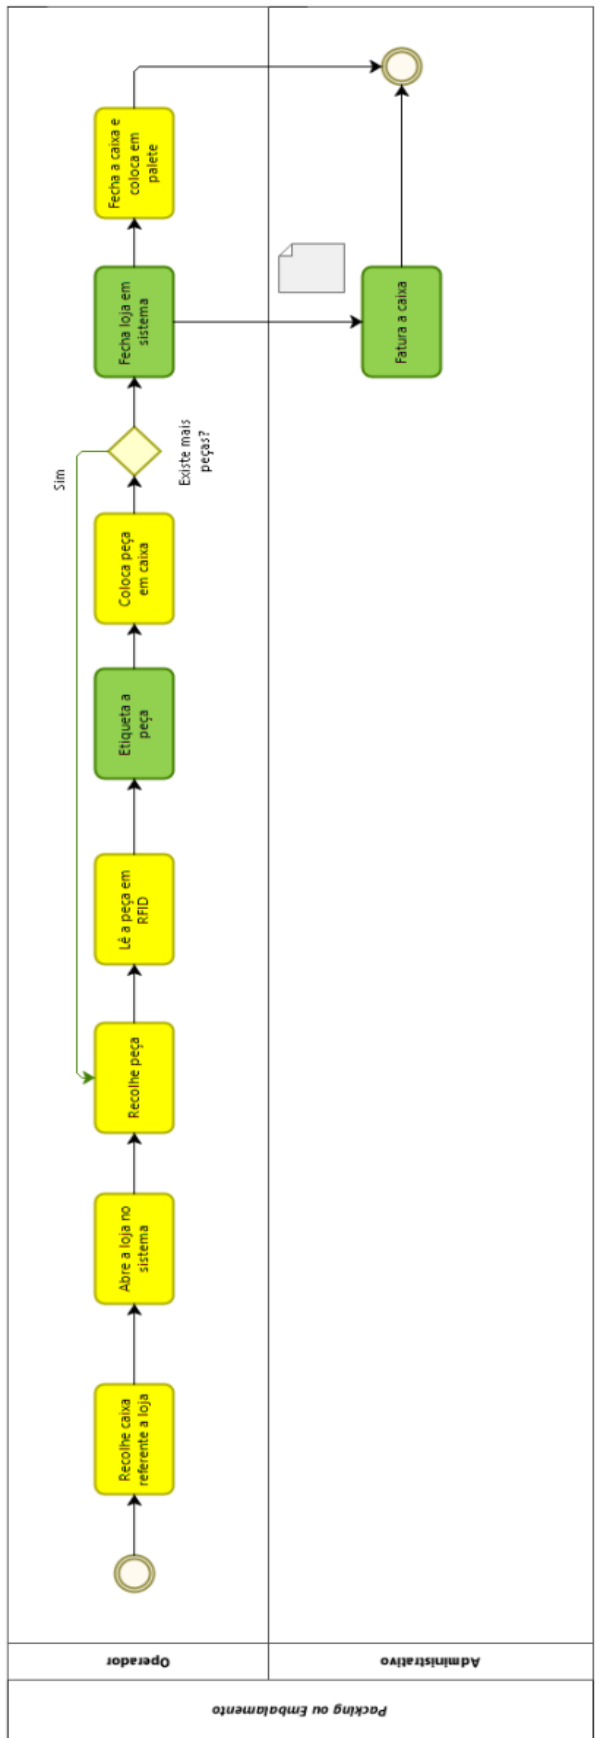 Packing ou Embalamento
Operador
Administrativo
Recolhe caixa
referente a loja
Abre a loja no
sistema
Recolhe peça
Lê a peça em
RFID
Etiqueta a
peça
Coloca peça
em caixa
Existe mais
peças?
Sim
Fecha loja em
sistema
Fecha a caixa e
coloca em
palete
Fatura a caixa